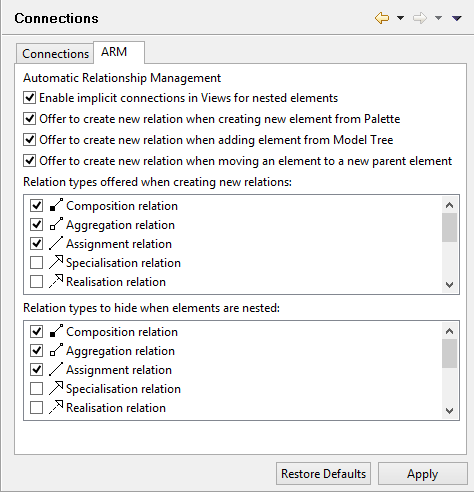 Connections
Connections ARM
Automatic Relationship Management
Enable implicit connections in Views for nested elements
Offer to create new relation when creating new element from Palette
Offer to create new relation when adding element from Model Tree
Offer to create new relation when moving an element to a new parent element
Relation types offered when creating new relations:
Composition relation
Aggregation relation
Assignment relation
Specialisation relation
Realisation relation
Relation types to hide when elements are nested:
Composition relation
Aggregation relation
Assignment relation
Specialisation relation
Realisation relation
Restore Defaults Apply